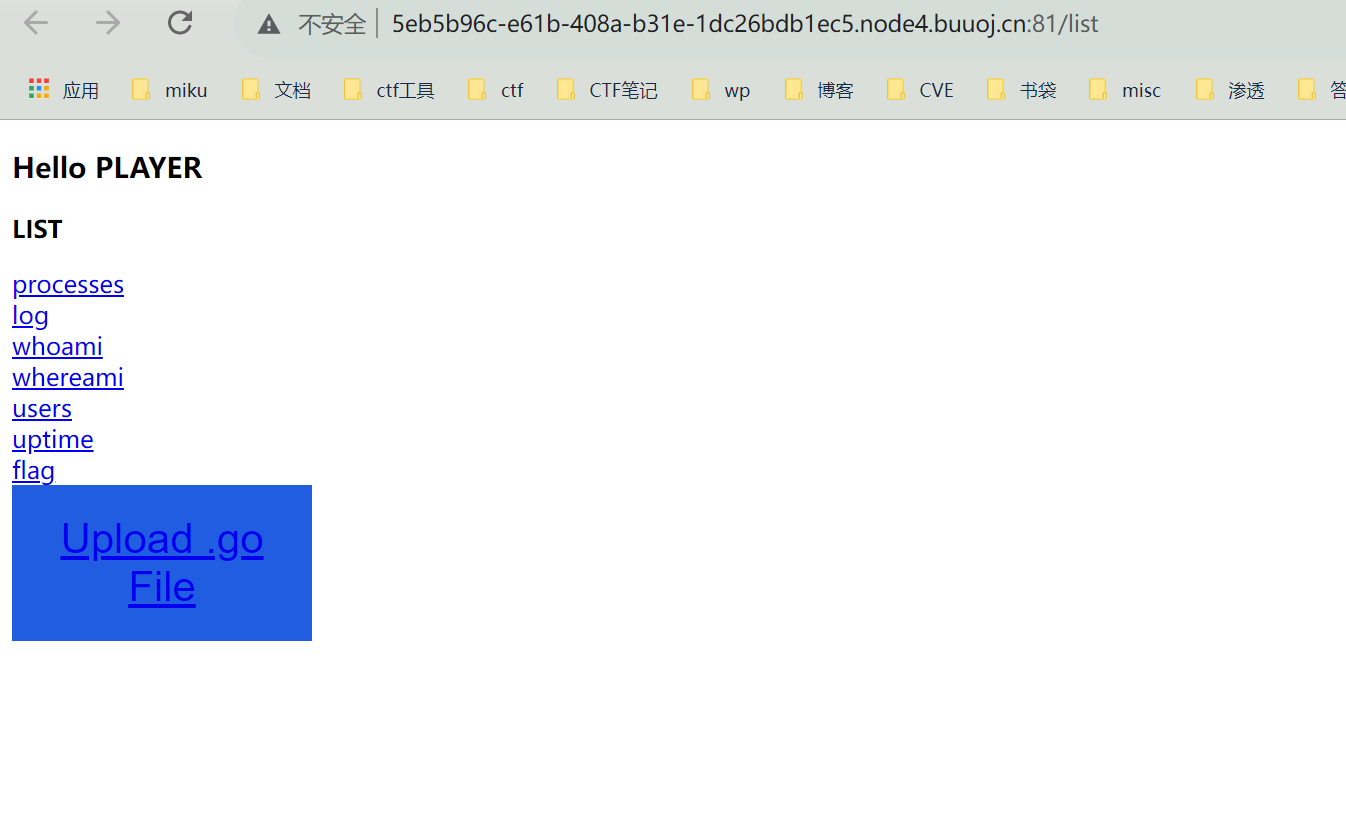 不安全 5eb5b96c-e61b-408a-b31e-1dc26bdb1ec5.node4.buuoj.cn:81/list
应用 miku 文档 ctf工具 ctf CTF笔记 wp 博客 CVE 书袋 misc 渗透 答
Hello PLAYER
LIST
processes
log
whoami
whereami
users
uptime
flag
Upload .go
File